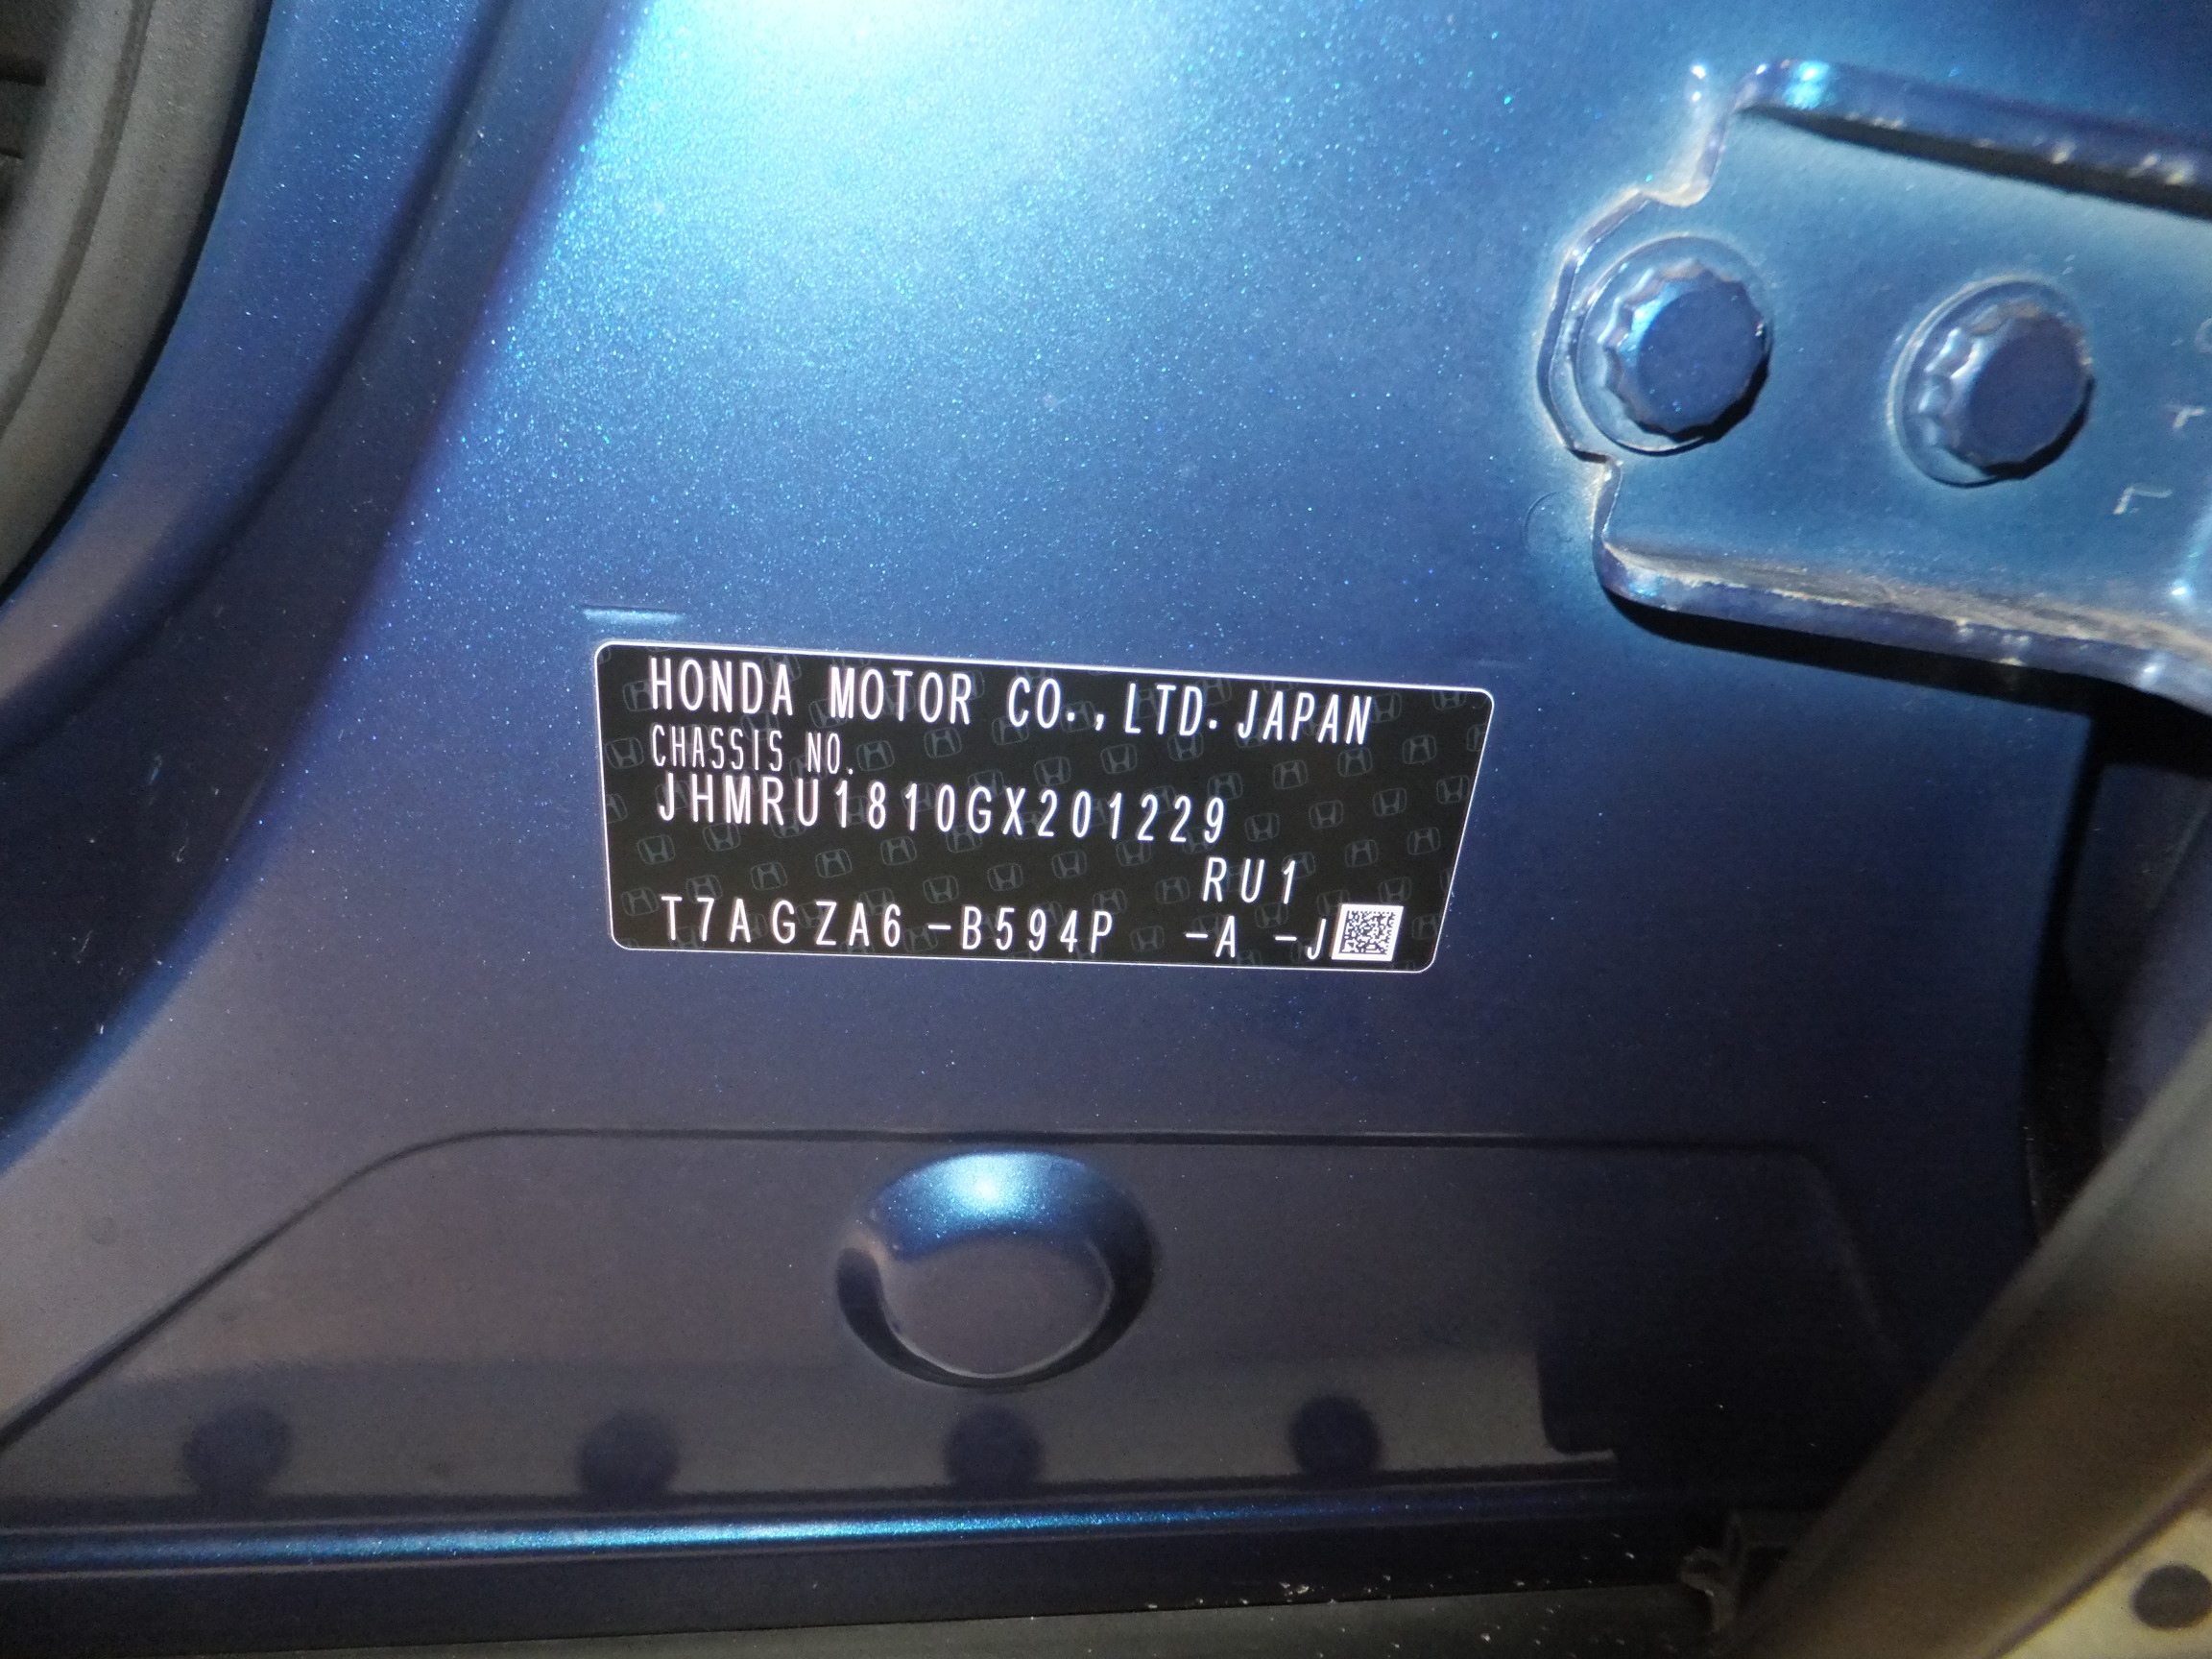 HONDA MOTOR CO.,LTD. JAPAN
CHASSIS NO.
JHMRU1810GX201229
RU1
T7AGZA6-B594P -A -J